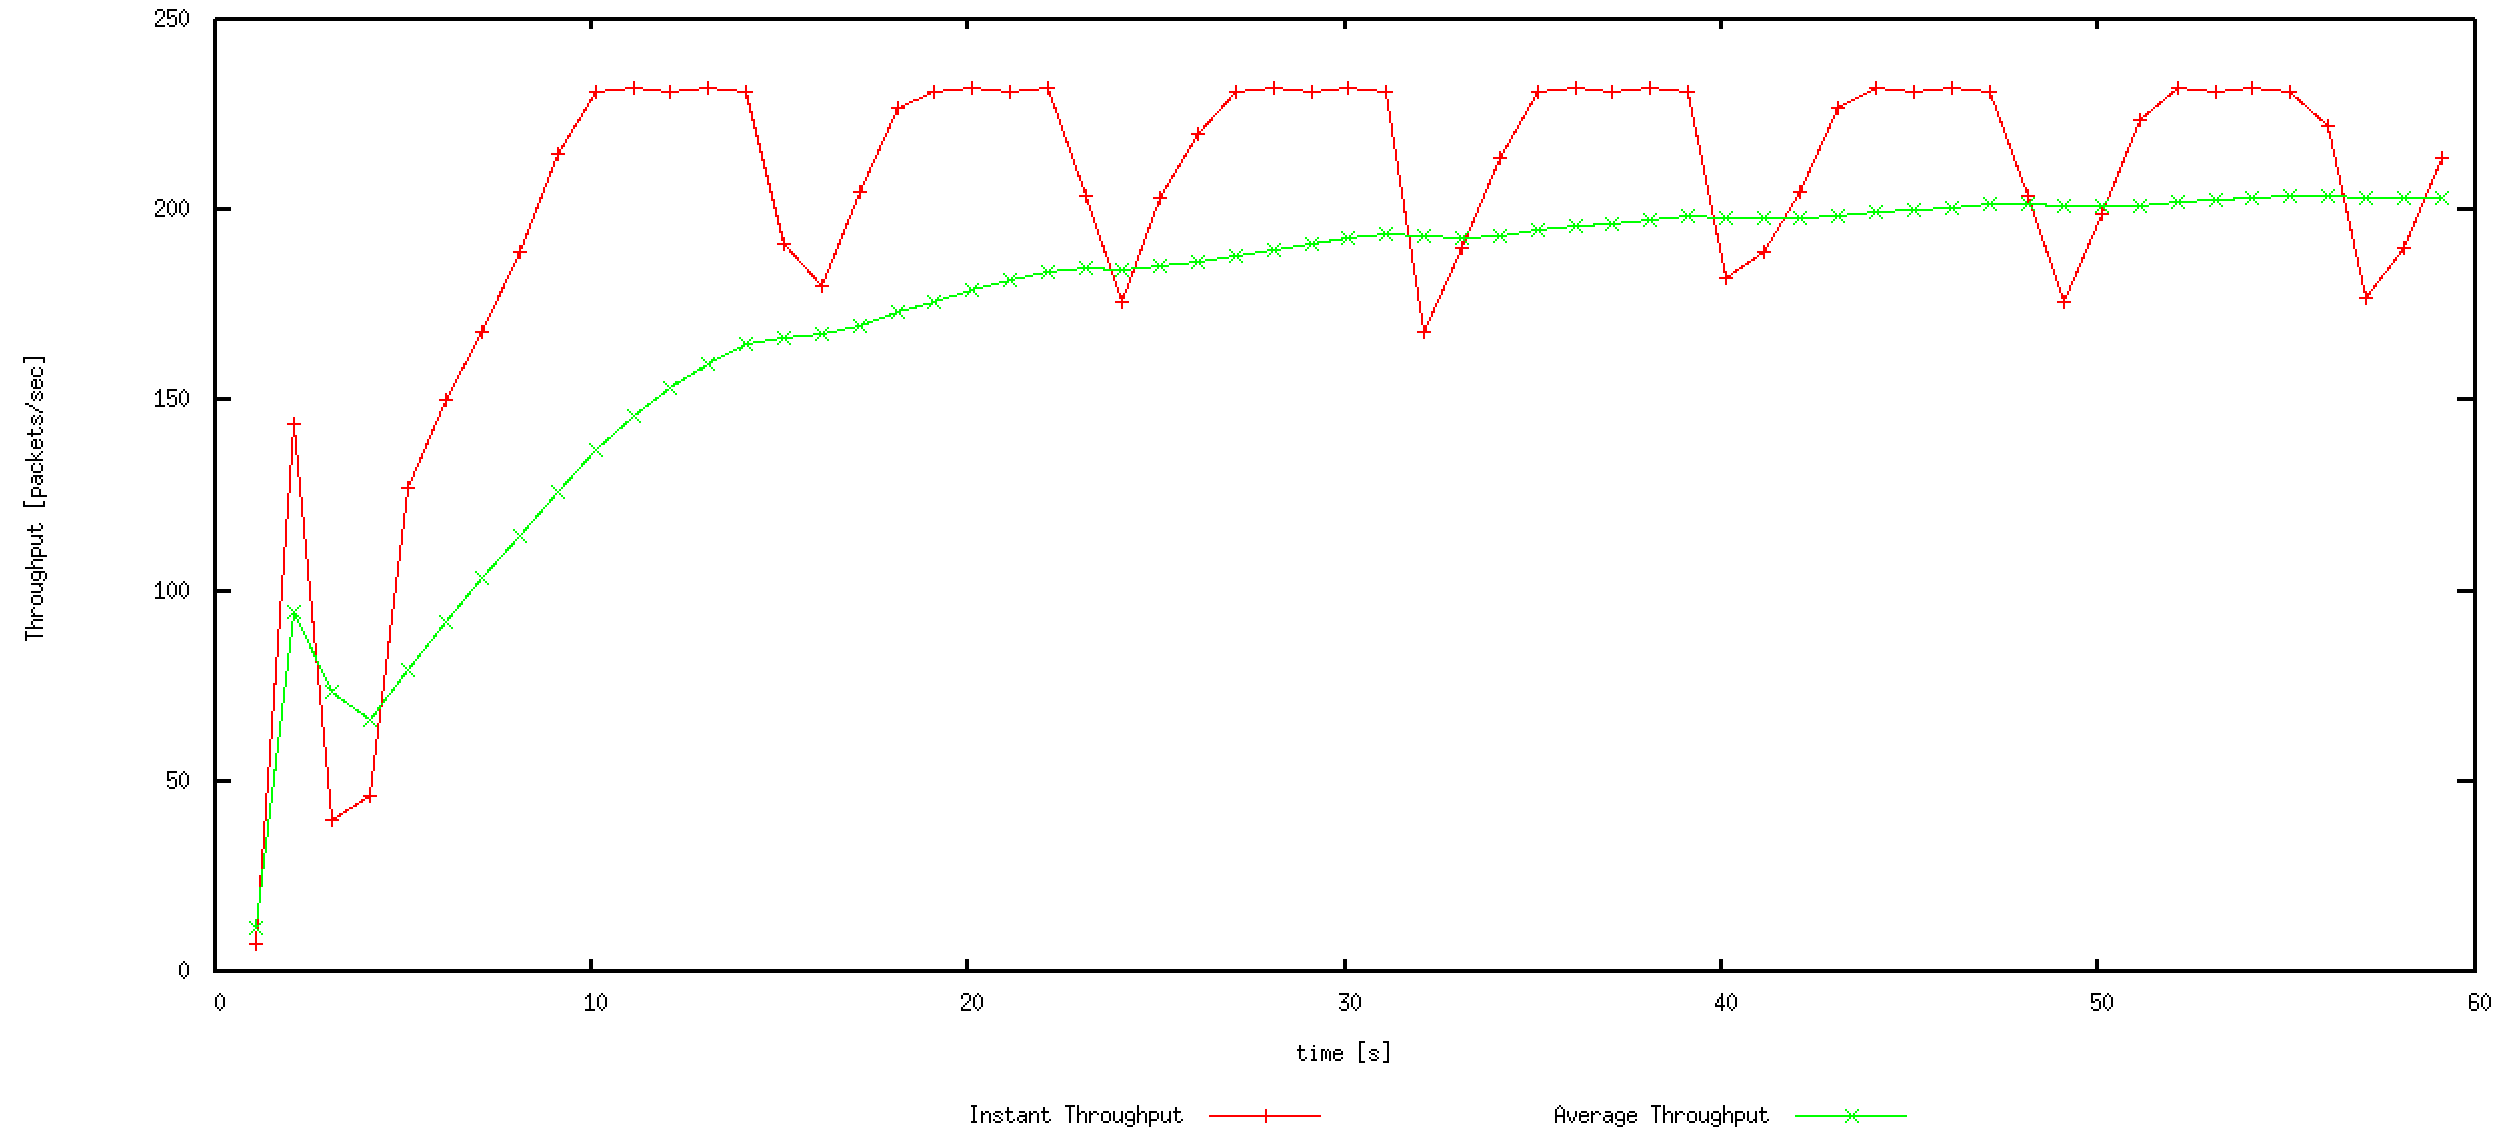 250
200
150
100
50
0
Throughput [packets/sec]
0 10 20 30 40 50 60
time [s]
Instant Throughput Average Throughput